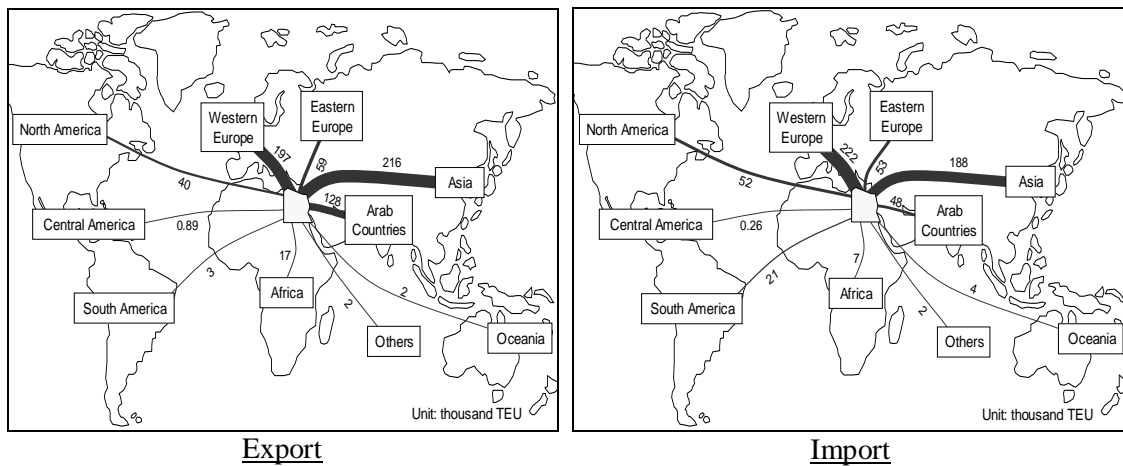 North America
Western
Europe
Eastern
Europe
197
59
216
Asia
40
128
Arab
Countries
Central America
0.89
17
3
South America
Africa
2
2
Others
Oceania
Unit: thousand TEU
Export
North America
Western
Europe
Eastern
Europe
222
53
188
Asia
52
48
Arab
Countries
Central America
0.26
7
21
South America
Africa
4
2
Others
Oceania
Unit: thousand TEU
Import